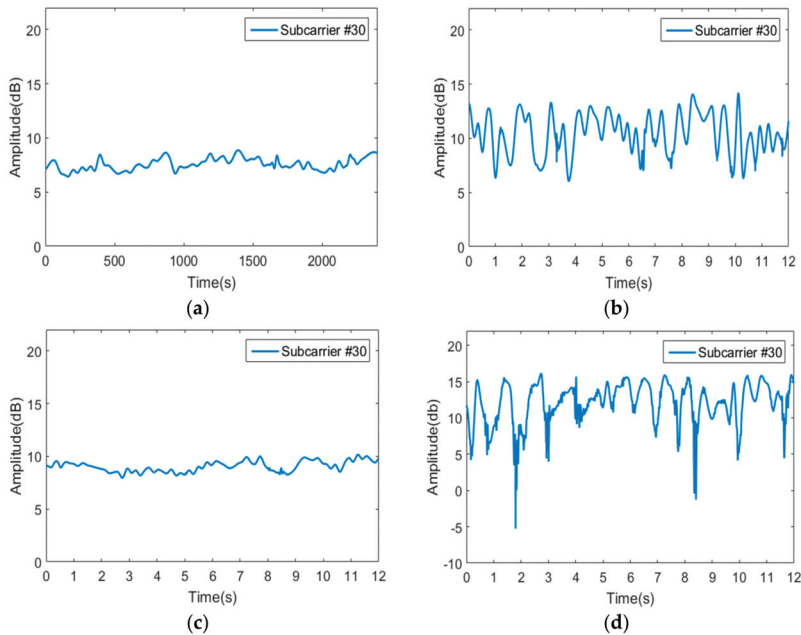 Subcarrier #30
20
15
10
5
0
Amplitude(dB)
0 500 1000 1500 2000
Time(s)
(a)
Subcarrier #30
20
15
10
5
0
Amplitude(dB)
0 1 2 3 4 5 6 7 8 9 10 11 12
Time(s)
(b)
Subcarrier #30
20
15
10
5
0
Amplitude(dB)
0 1 2 3 4 5 6 7 8 9 10 11 12
Time(s)
(c)
Subcarrier #30
20
15
10
5
0
-5
-10
Amplitude(db)
0 1 2 3 4 5 6 7 8 9 10 11 12
Time(s)
(d)